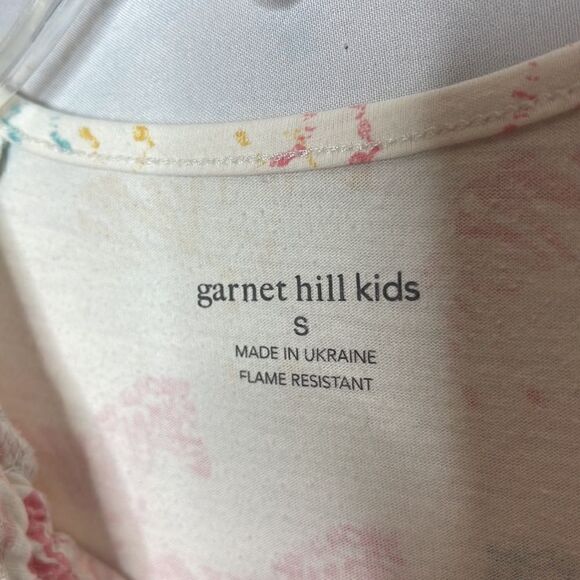 garnet hill kids
S
MADE IN UKRAINE
FLAME RESISTANT